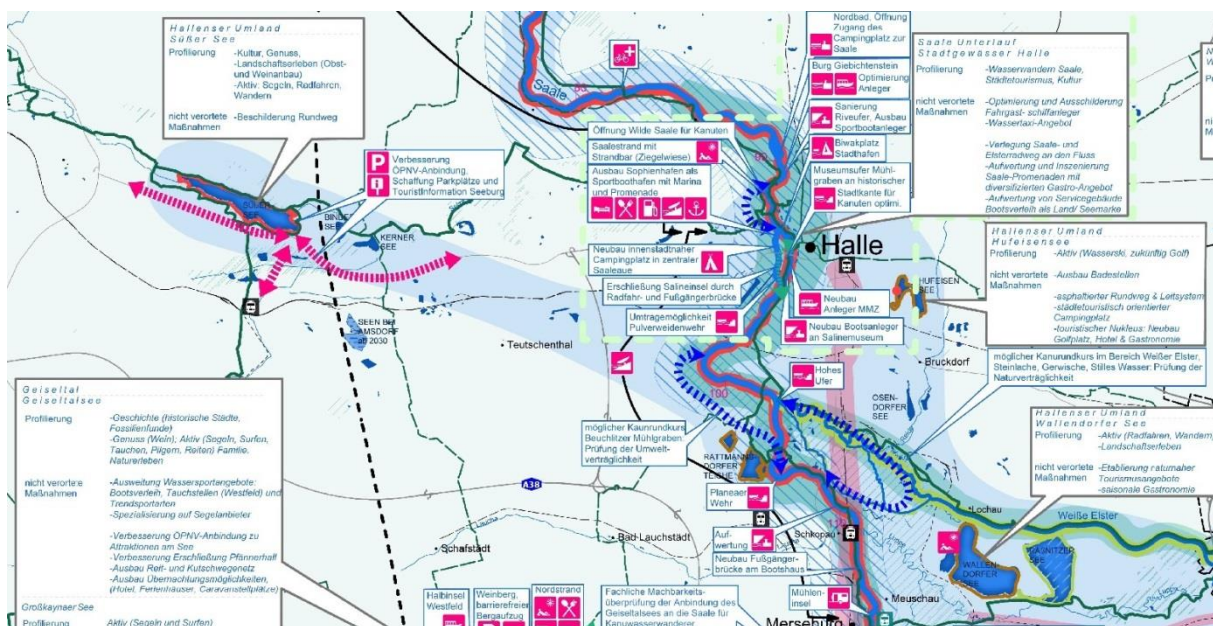 Hallenser Umland
Süßer See
Profilierung -Kultur, Genuss,
-Landschaftserleben (Obst-
und Weinanbau)
-Aktiv: Segeln, Radfahren,
Wandern
nicht verortete -Beschilderung Rundweg
Maßnahmen
P
i
Verbesserung
ÖPNV-Anbindung,
Schaffung Parkplätze und
TouristInformation Seeburg
SÜßER
SEE
BINDER
SEE
KERNER
SEE
SEEN BEI
AMSDORF
ab 2030
Teutschenthal
Saale
90
100
110
Nordbad, Öffnung
Zugang des
Campingplatz zur
Saale
Burg Giebichenstein
Optimierung
Anleger
Sanierung
Riveufer, Ausbau
Sportbootanleger
Biwakplatz
Stadthafen
Museumsufer Mühl-
graben an historischer
Stadtkante für
Kanuten optimi.
Öffnung Wilde Saale für Kanuten
Saalestrand mit
Strandbar (Ziegelwiese)
Ausbau Sophienhafen als
Sportboothafen mit Marina
und Promenade
Neubau innenstadtnaher
Campingplatz in zentraler
Saaleaue
Erschließung Salineinsel durch
Radfahr- und Fußgängerbrücke
Umtragemöglichkeit
Pulverweidenwehr
Halle
Neubau
Anleger MMZ
Neubau Bootsanleger
an Salinemuseum
Hohes
Ufer
Saale Unterlauf
Stadtgewässer Halle
Profilierung -Wasserwandern Saale,
Städtetourismus, Kultur
nicht verortete -Optimierung und Ausschilderung
Maßnahmen Fahrgast- schiffanleger
-Wassertaxi-Angebot
-Verlegung Saale- und
Elsterradweg an den Fluss
-Aufwertung und Inszenierung
Saale-Promenaden mit
diversifizierten Gastro-Angebot
-Aufwertung von Servicegebäude
Bootsverleih als Land/ Seemarke
Hallenser Umland
Hufeisensee
Profilierung -Aktiv (Wasserski, zukünftig Golf)
nicht verortete -Ausbau Badestellen
Maßnahmen
-asphaltierter Rundweg & Leitsystem
-städtetouristisch orientierter
Campingplatz
-touristischer Nukleus: Neubau
Golfplatz, Hotel & Gastronomie
HUFEISEN
SEE
Bruckdorf
OSEN-
DORFER
SEE
möglicher Kanurundkurs im Bereich Weißer Elster,
Steinlache, Gerwische, Stilles Wasser: Prüfung der
Naturverträglichkeit
Hallenser Umland
Wallendorfer See
Profilierung -Aktiv (Radfahren, Wandern)
-Landschaftserleben
nicht verortete -Etablierung naturnaher
Maßnahmen Tourismusangebote
-saisonale Gastronomie
Geiseltal
Geiseltalsee
Profilierung -Geschichte (historische Städte,
Fossilienfunde)
-Genuss (Wein); Aktiv (Segeln, Surfen,
Tauchen, Pilgern, Reiten) Familie,
Naturerleben
nicht verortete -Ausweitung Wassersportangebote:
Maßnahmen Bootsverleih, Tauchstellen (Westfeld) und
Trendsportarten
-Spezialisierung auf Segelanbieter
-Verbesserung ÖPNV-Anbindung zu
Attraktionen am See
-Verbesserung Erschließung Pfännerhall
-Ausbau Reit- und Kutschwegenetz
-Ausbau Übernachtungsmöglichkeiten,
(Hotel, Ferienhäuser, Caravanstellplätze)
Großkaynaer See
Profilierung Aktiv (Segeln und Surfen)
möglicher Kaunrundkurs
Beuchlitzer Mühlgraben:
Prüfung der Umwelt-
verträglichkeit
RATTMANNS-
DORFER
TEICHE
A38
Planeaer
Wehr
Auf-
wertung
Neubau Fußgänger-
brücke am Bootshaus
Schkopau
Lochau
Weiße Elster
WALLEN-
DORFER
SEE
RAßNITZER
SEE
Laucha
Schafstädt
Bad-Lauchstädt
Halbinsel
Westfeld
Weinberg,
barrierefreier
Bergaufzug
Nordstrand
Fachliche Machbarkeits-
überprüfung der Anbindung des
Geiseltalsees an die Saale für
Kanuwasserwanderer
Mühlen-
insel
Meuschau
Merseburg